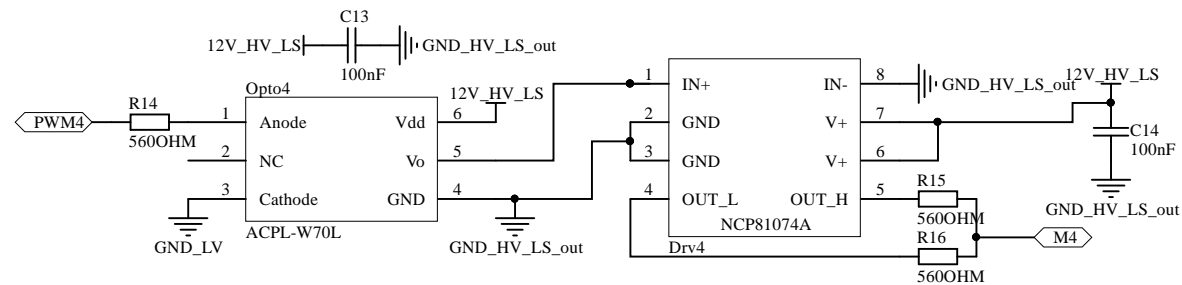 C13
12V_HV_LS
GND_HV_LS_out
100nF
Opto4
12V_HV_LS
R14
PWM4
560OHM
1
Anode
Vdd
6
2
NC
Vo
5
3
Cathode
GND
4
GND_LV
ACPL-W70L
GND_HV_LS_out
1
IN+
IN-
8
GND_HV_LS_out
12V_HV_LS
2
GND
V+
7
C14
100nF
3
GND
V+
6
4
OUT_L
OUT_H
5
R15
560OHM
GND_HV_LS_out
NCP81074A
Drv4
R16
560OHM
M4